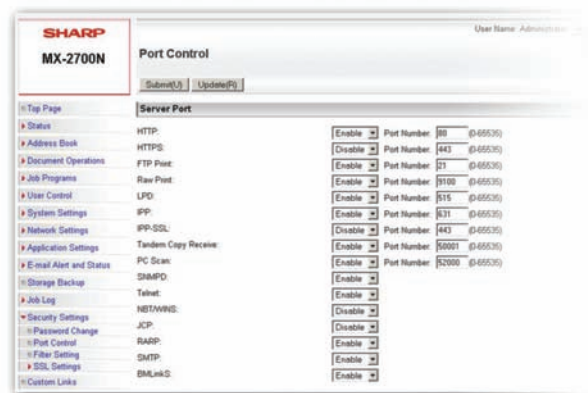 SHARP
MX-2700N
User Name: Administrator
Port Control
Submit(U) Update(R)
Top Page
Status
Address Book
Document Operations
Job Programs
User Control
System Settings
Network Settings
Application Settings
E-mail Alert and Status
Storage Backup
Job Log
Security Settings
Password Change
Port Control
Filter Setting
SSL Settings
Custom Links
Server Port
HTTP: Enable Port Number: 80 (0-65535)
HTTPS: Disable Port Number: 443 (0-65535)
FTP Print: Enable Port Number: 21 (0-65535)
Raw Print: Enable Port Number: 9100 (0-65535)
LPD: Enable Port Number: 515 (0-65535)
IPP: Enable Port Number: 631 (0-65535)
IPP-SSL: Disable Port Number: 443 (0-65535)
Tandem Copy Receive: Enable Port Number: 50001 (0-65535)
PC Scan: Enable Port Number: 52000 (0-65535)
SNMPD: Enable
Telnet: Enable
NBT/WINS: Disable
JCP: Disable
RARP: Enable
SMTP: Enable
BMLinkS: Enable